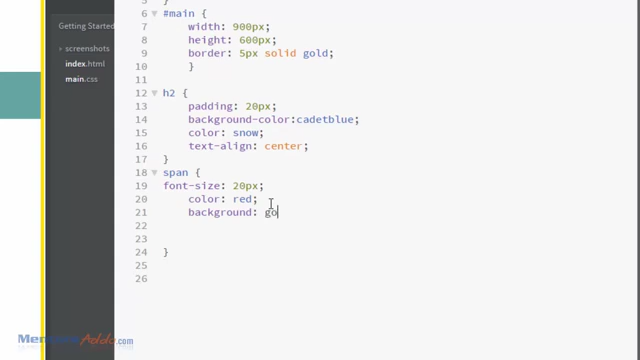 Getting Started
screenshots
index.html
main.css
6 #main {
7 width: 900px;
8 height: 600px;
9 border: 5px solid gold;
10 }
11
12 h2 {
13 padding: 20px;
14 background-color:cadetblue;
15 color: snow;
16 text-align: center;
17 }
18 span {
19 font-size: 20px;
20 color: red;
21 background: go
22
23
24 }
25
26